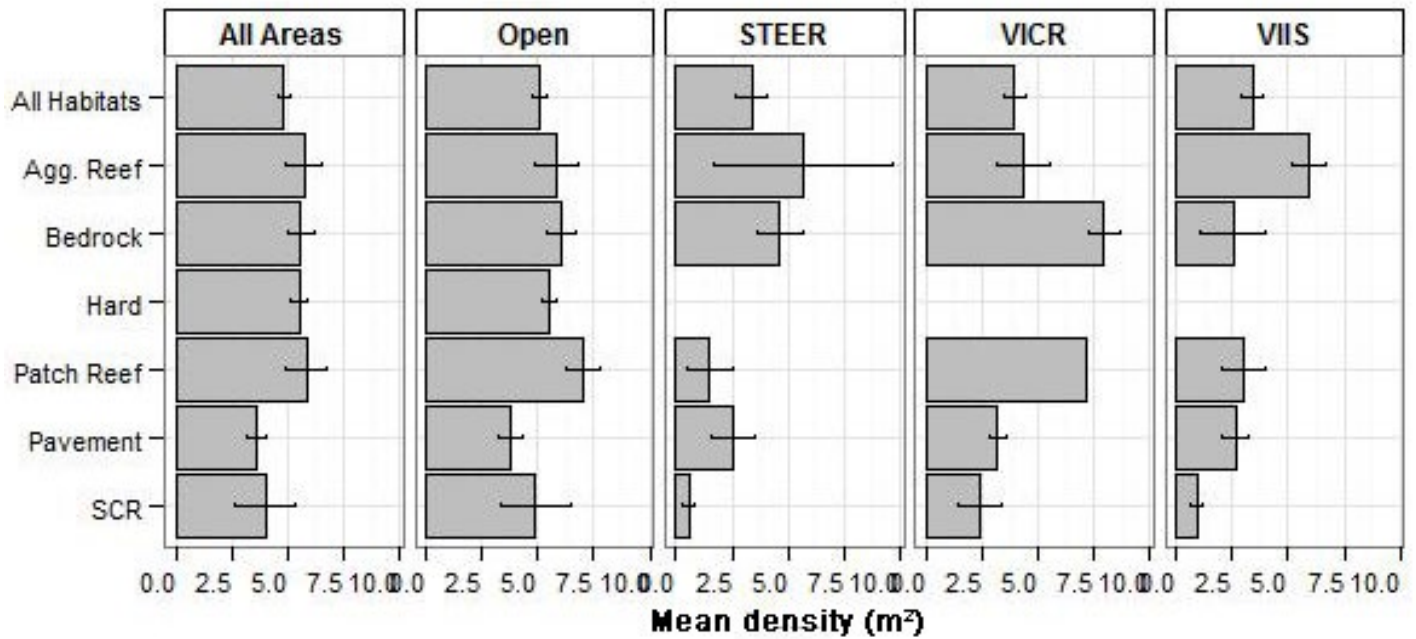 All Areas Open STEER VICR VIIS
All Habitats
Agg. Reef
Bedrock
Hard
Patch Reef
Pavement
SCR
0.0 2.5 5.0 7.5 10.0 0.0 2.5 5.0 7.5 10.0 0.0 2.5 5.0 7.5 10.0 0.0 2.5 5.0 7.5 10.0 0.0 2.5 5.0 7.5 10.0
Mean density (m²)